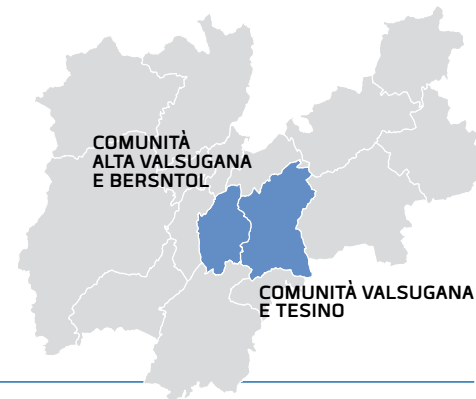 COMUNITÀ
ALTA VALSUGANA
E BERSNTOL
COMUNITÀ VALSUGANA
E TESINO